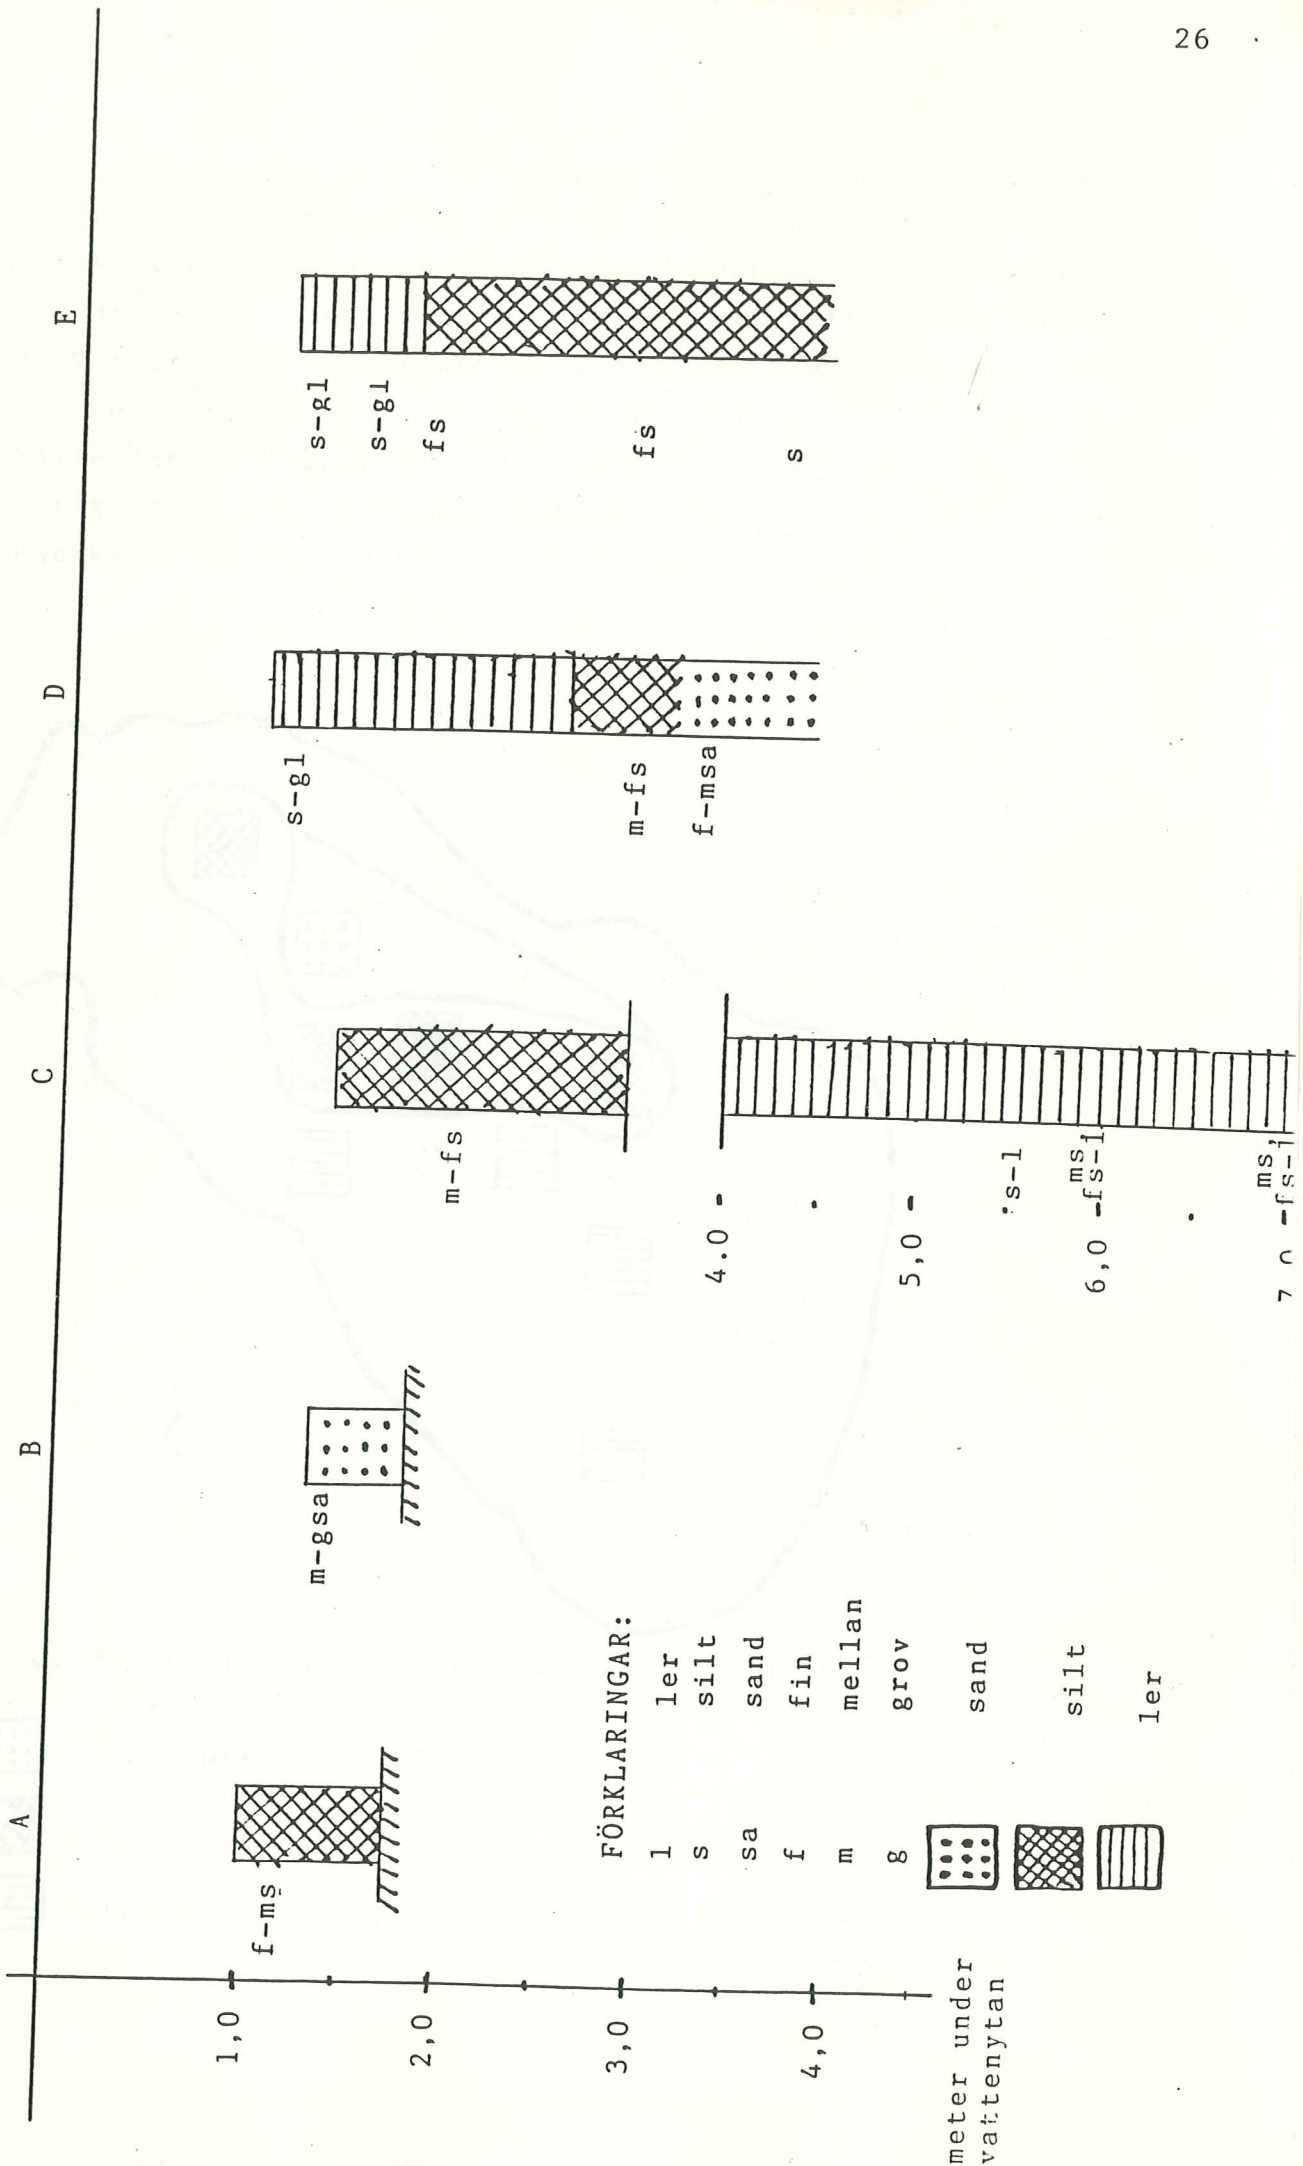 26
A B C D E
f-ms
m-gsa
m-fs
s-gl
m-fs
f-msa
s-gl
s-gl
fs
fs
s
1,0
2,0
3,0
4,0
meter under
vattenytan
4.0 -
5,0 -
s-l
ms,
6,0 -fs-l
ms,
FÖRKLARINGAR:
l ler
s silt
sa sand
f fin
m mellan
g grov
sand
silt
ler